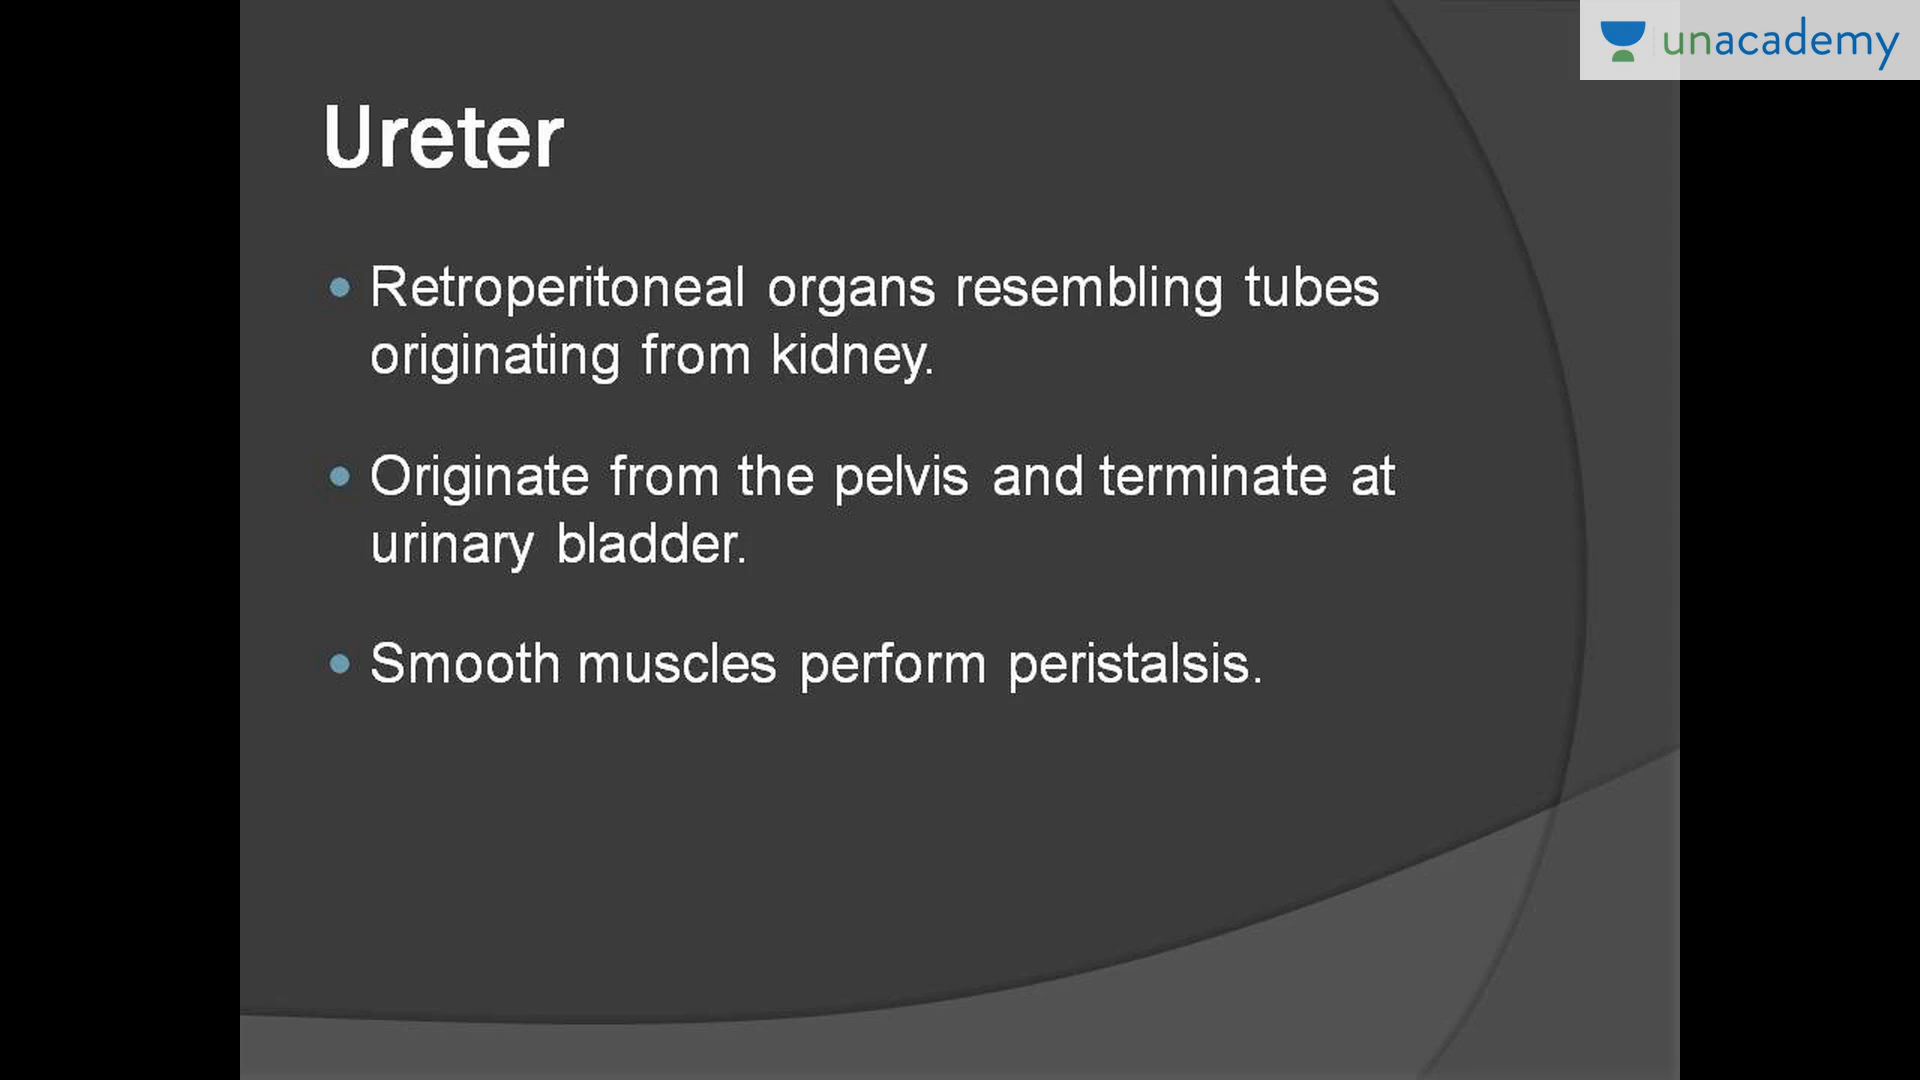 unacademy
Ureter
• Retroperitoneal organs resembling tubes
originating from kidney.
• Originate from the pelvis and terminate at
urinary bladder.
• Smooth muscles perform peristalsis.